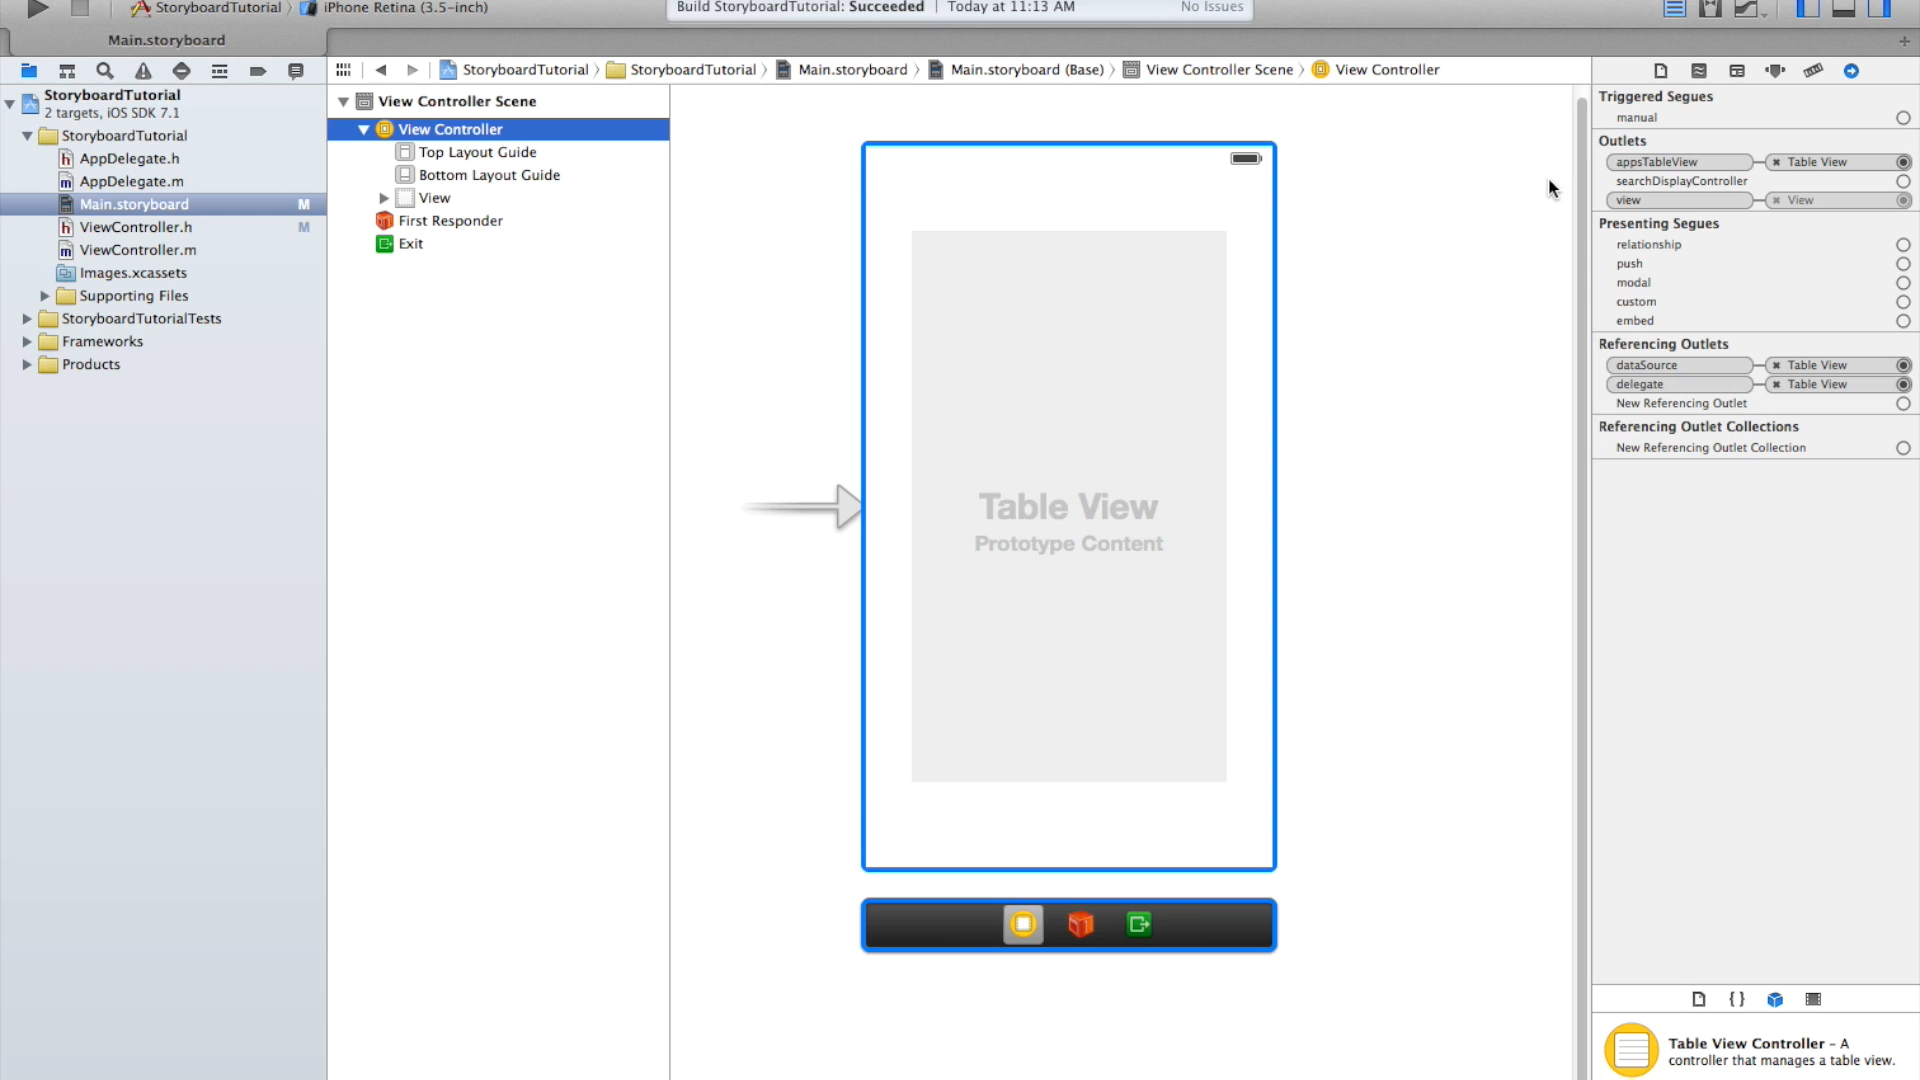 StoryboardTutorial 〉 iPhone Retina (3.5-inch)
Build StoryboardTutorial: Succeeded | Today at 11:13 AM
No Issues
Main.storyboard
StoryboardTutorial 〉 StoryboardTutorial 〉 Main.storyboard 〉 Main.storyboard (Base) 〉 View Controller Scene 〉 View Controller
StoryboardTutorial
2 targets, iOS SDK 7.1
StoryboardTutorial
AppDelegate.h
AppDelegate.m
Main.storyboard M
ViewController.h M
ViewController.m
Images.xcassets
Supporting Files
StoryboardTutorialTests
Frameworks
Products
View Controller Scene
View Controller
Top Layout Guide
Bottom Layout Guide
View
First Responder
Exit
Table View
Prototype Content
Triggered Segues
manual
Outlets
appsTableView Table View
searchDisplayController
view View
Presenting Segues
relationship
push
modal
custom
embed
Referencing Outlets
dataSource Table View
delegate Table View
New Referencing Outlet
Referencing Outlet Collections
New Referencing Outlet Collection
Table View Controller – A
controller that manages a table view.